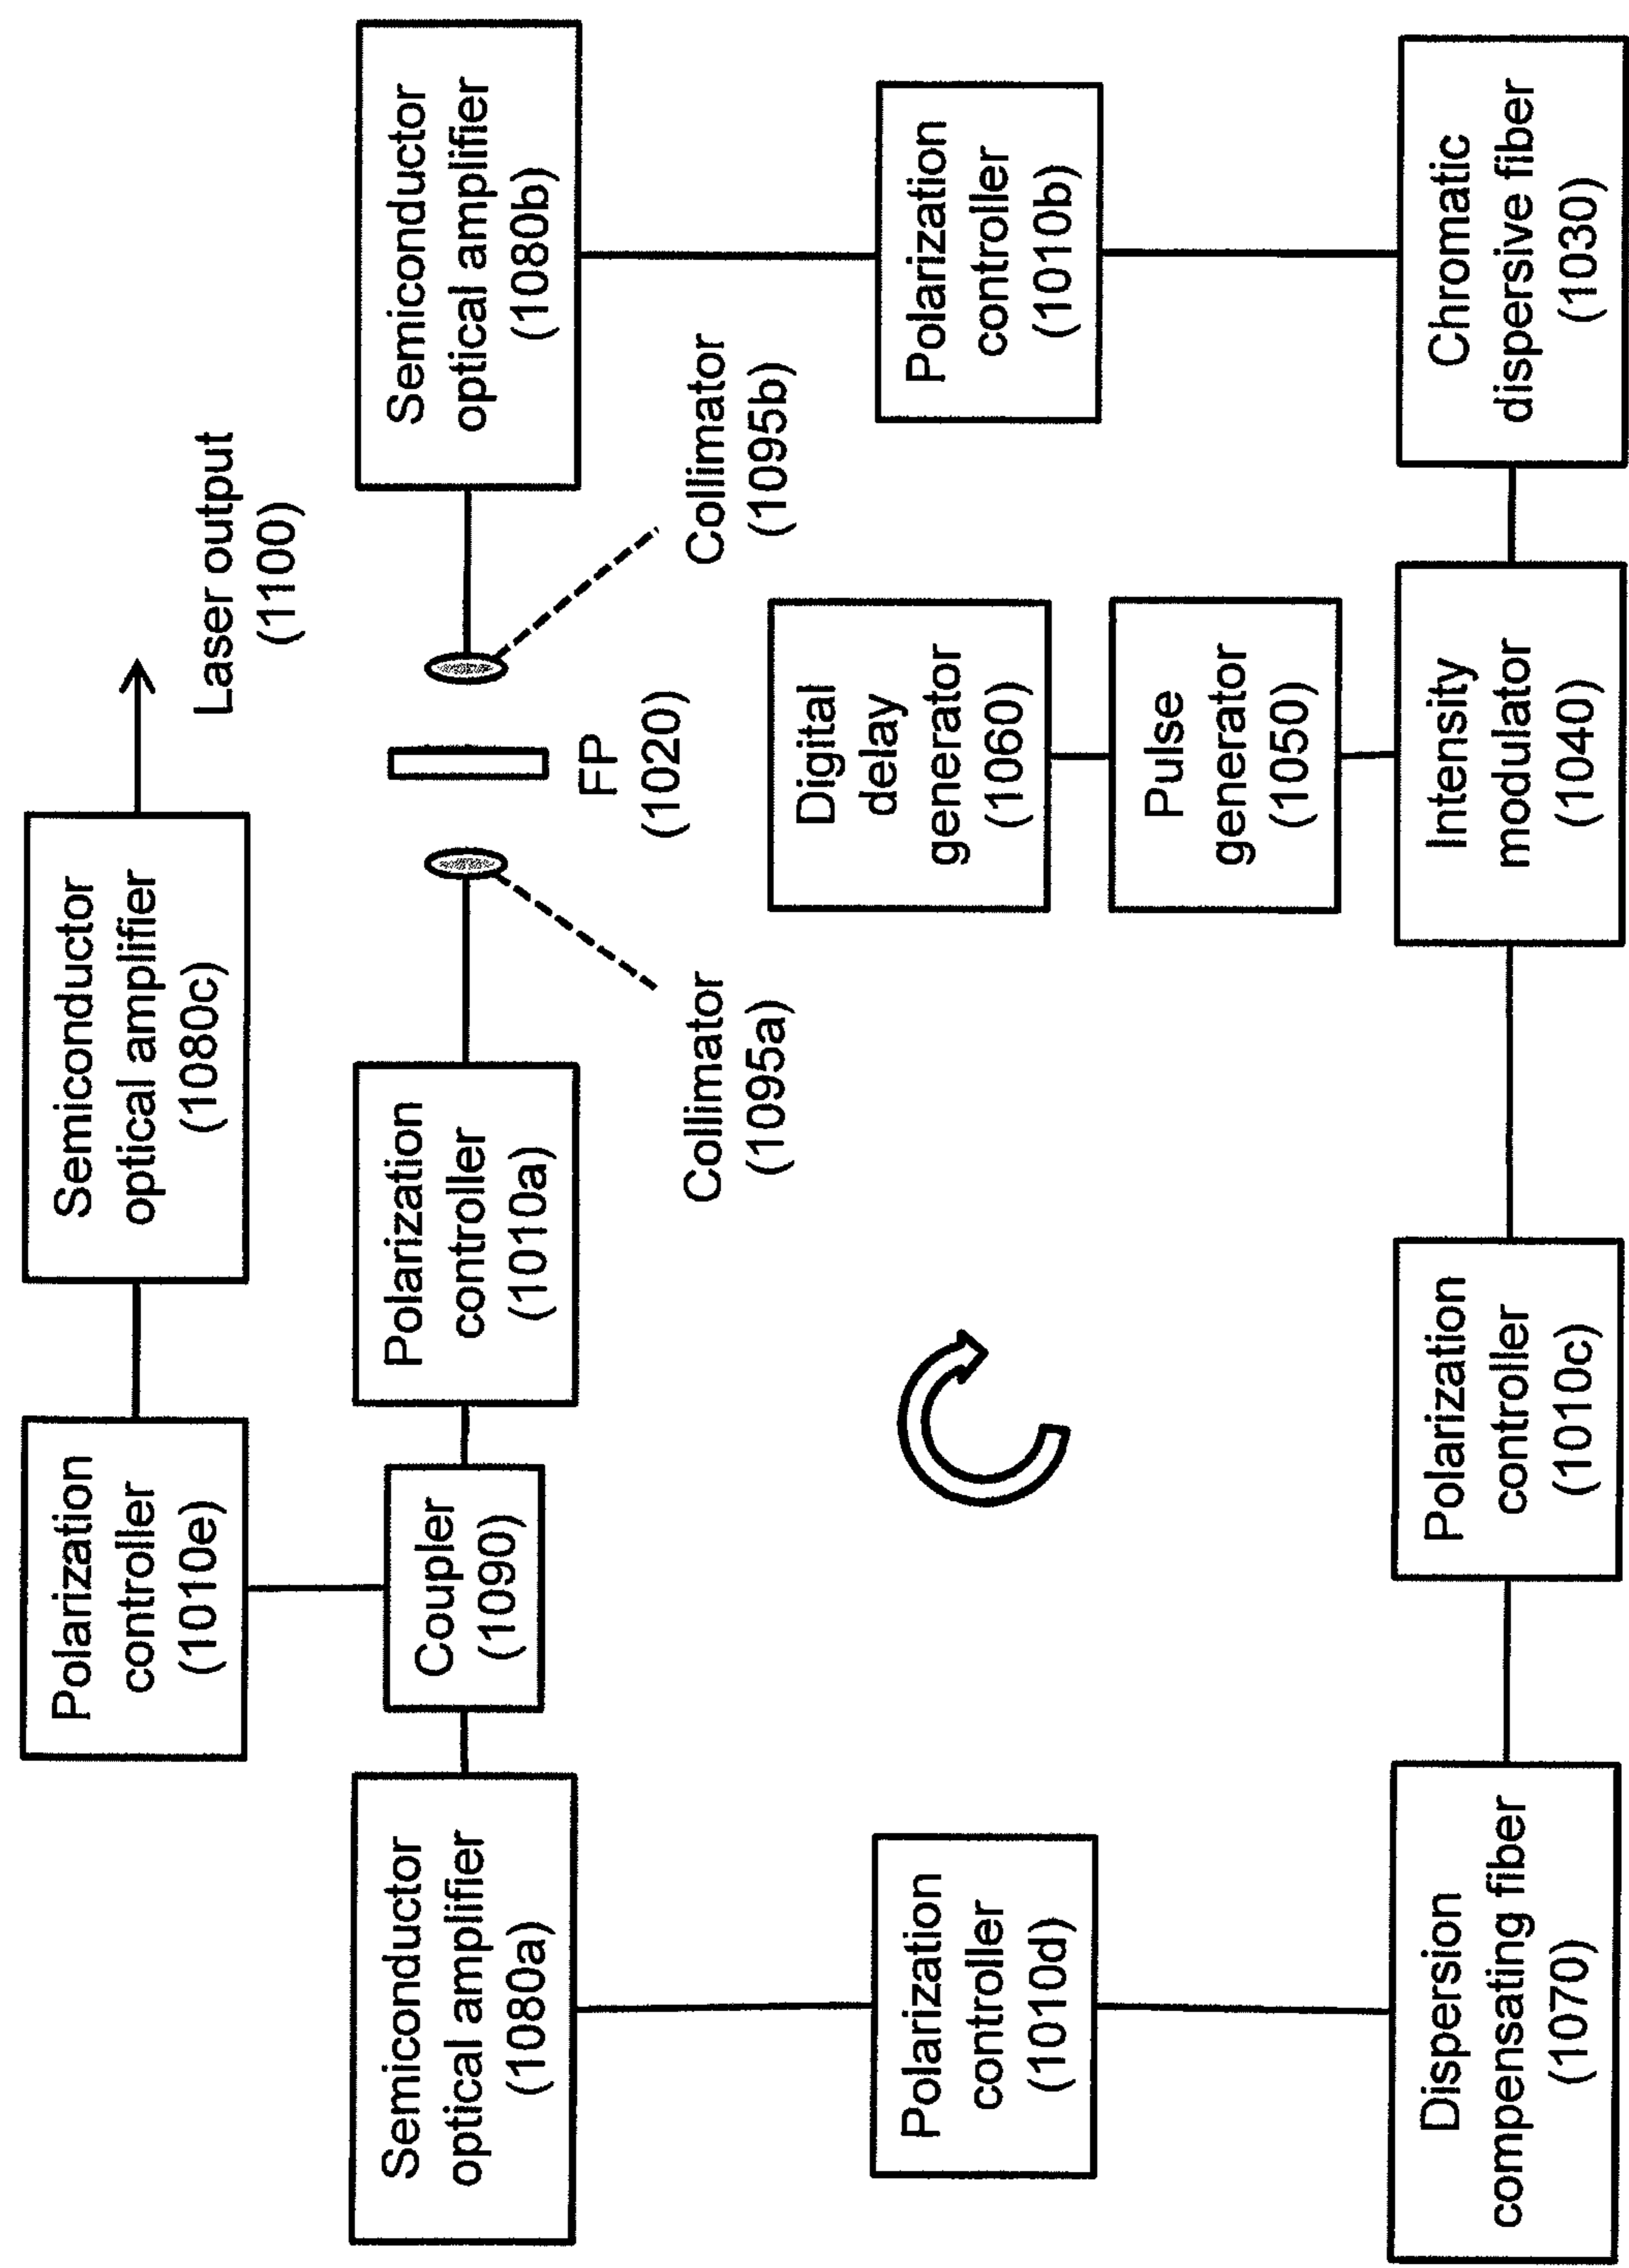 Polarization
controller
(1010e)
Semiconductor
optical amplifier
(1080c)
Laser output
(1100)
Semiconductor
optical amplifier
(1080a)
Coupler
(1090)
Polarization
controller
(1010a)
Collimator
(1095a)
FP
(1020)
Collimator
(1095b)
Semiconductor
optical amplifier
(1080b)
Polarization
controller
(1010d)
Digital
delay
generator
(1060)
Pulse
generator
(1050)
Polarization
controller
(1010b)
Dispersion
compensating fiber
(1070)
Polarization
controller
(1010c)
Intensity
modulator
(1040)
Chromatic
dispersive fiber
(1030)